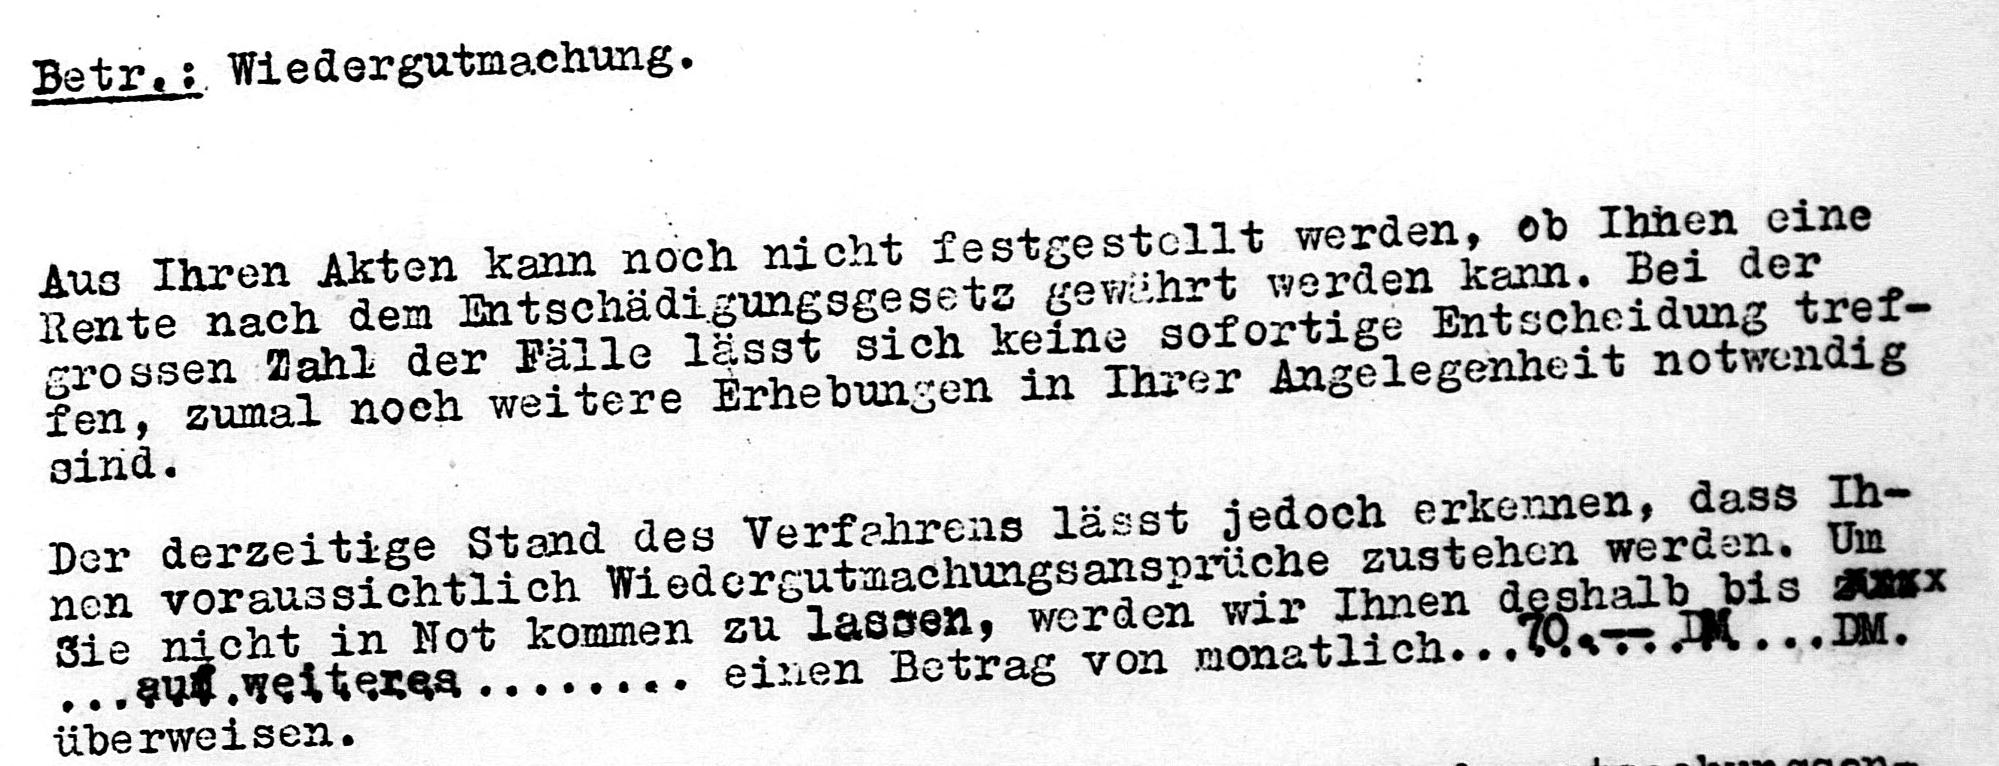 Betr.: Wiedergutmachung.
Aus Ihren Akten kann noch nicht festgestellt werden, ob Ihnen eine
Rente nach dem Entschädigungsgesetz gewährt werden kann. Bei der
grossen Zahl der Fälle lässt sich keine sofortige Entscheidung tref-
fen, zumal noch weitere Erhebungen in Ihrer Angelegenheit notwendig
sind.
Der derzeitige Stand des Verfahrens lässt jedoch erkennen, dass Ih-
nen voraussichtlich Wiedergutmachungsansprüche zustehen werden. Um
Sie nicht in Not kommen zu lassen, werden wir Ihnen deshalb bis
...auf weiteres........ einen Betrag von monatlich...70.-- DM....DM.
überweisen.